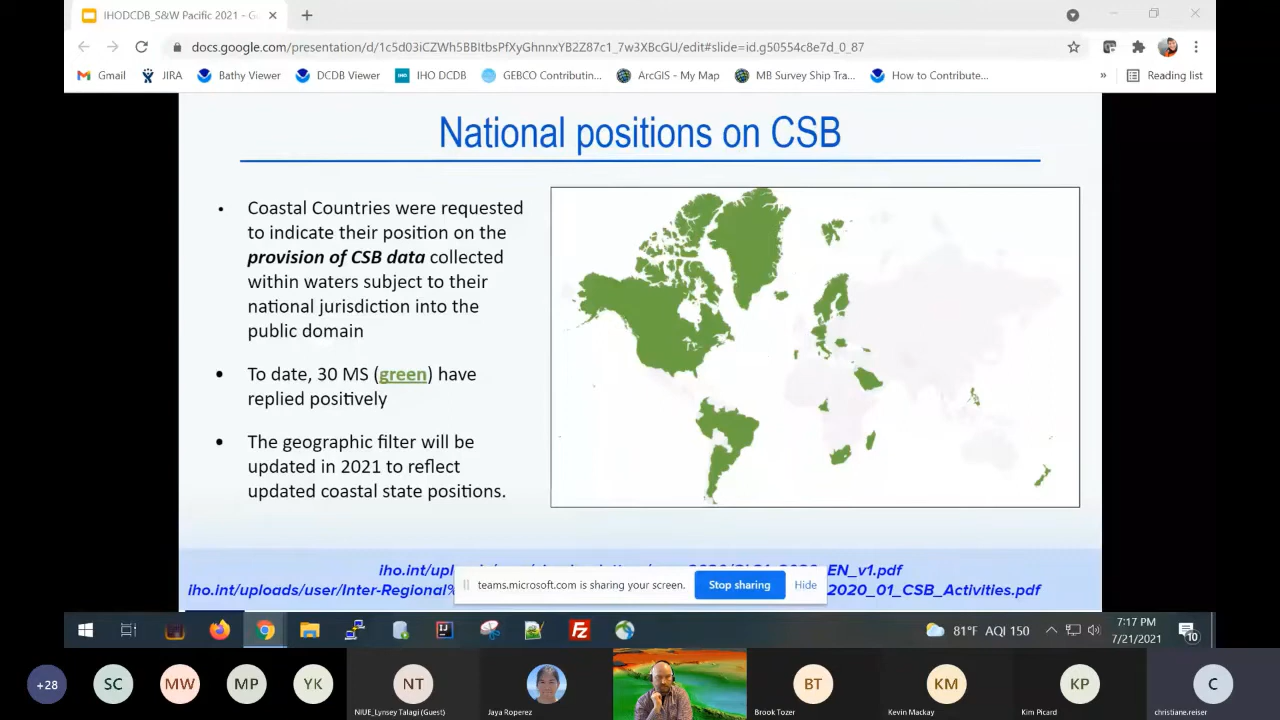 IHODCDB_S&W Pacific 2021 - Go
docs.google.com/presentation/d/1c5d03iCZWh5BBItbsPfXyGhnnxYB2Z87c1_7w3XBcGU/edit#slide=id.g50554c8e7d_0_87
Gmail JIRA Bathy Viewer DCDB Viewer IHO DCDB GEBCO Contributin... ArcGIS - My Map MB Survey Ship Tra... How to Contribute... » Reading list
National positions on CSB
• Coastal Countries were requested
to indicate their position on the
provision of CSB data collected
within waters subject to their
national jurisdiction into the
public domain
• To date, 30 MS (green) have
replied positively
• The geographic filter will be
updated in 2021 to reflect
updated coastal state positions.
EN_v1.pdf
iho.int/uploads/user/Inter-Regional% 2020_01_CSB_Activities.pdf
teams.microsoft.com is sharing your screen. Stop sharing Hide
81°F AQI 150
7:17 PM
7/21/2021
10
+28 SC MW MP YK NT BT KM KP C
NIUE_Lynsey Talagi (Guest) Jaya Roperez Brook Tozer Kevin Mackay Kim Picard christiane.reiser